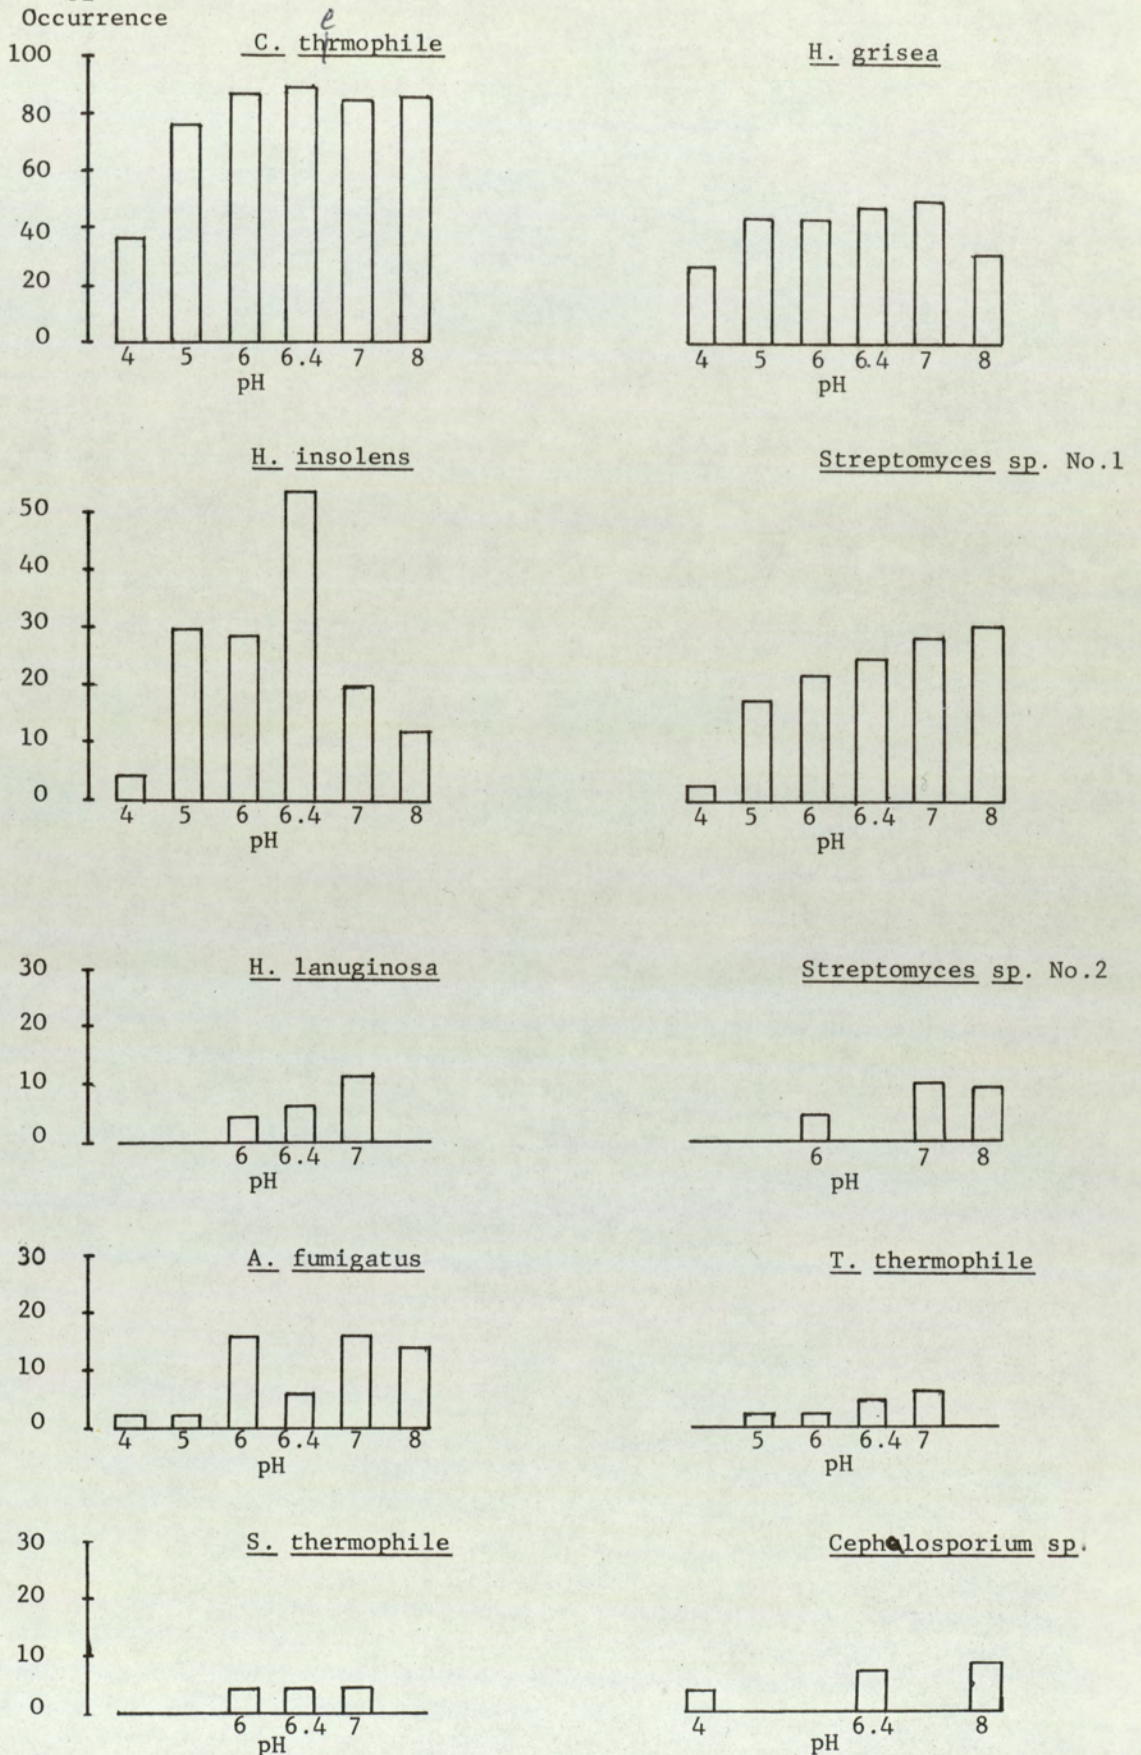 Occurrence
C. thermophile
H. grisea
100
80
60
40
20
0
4 5 6 6.4 7 8
pH
4 5 6 6.4 7 8
pH
H. insolens
Streptomyces sp. No.1
50
40
30
20
10
0
4 5 6 6.4 7 8
pH
4 5 6 6.4 7 8
pH
H. lanuginosa
Streptomyces sp. No.2
30
20
10
0
6 6.4 7
pH
6 7 8
pH
A. fumigatus
T. thermophile
30
20
10
0
4 5 6 6.4 7 8
pH
5 6 6.4 7
pH
S. thermophile
Cephalosporium sp.
30
20
10
0
6 6.4 7
pH
4 6.4 8
pH